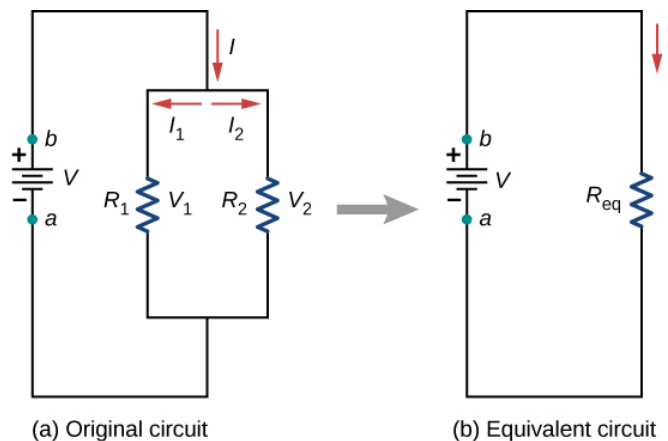 I
I₁
I₂
b
+
V
−
a
R₁
V₁
R₂
V₂
(a) Original circuit
b
+
V
−
a
Req
(b) Equivalent circuit